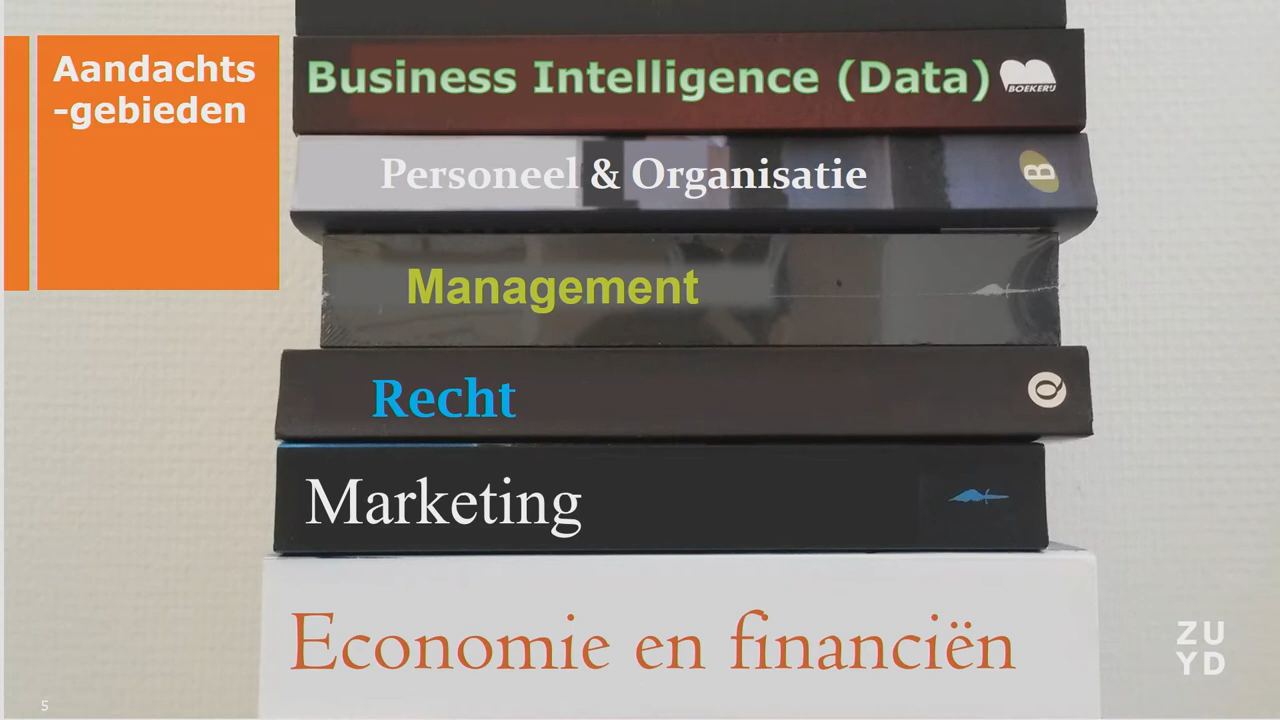 Aandachts
-gebieden
Business Intelligence (Data)
BOEKERIJ
Personeel & Organisatie
B
Management
Recht
Q
Marketing
Economie en financiën
ZU
YD
5